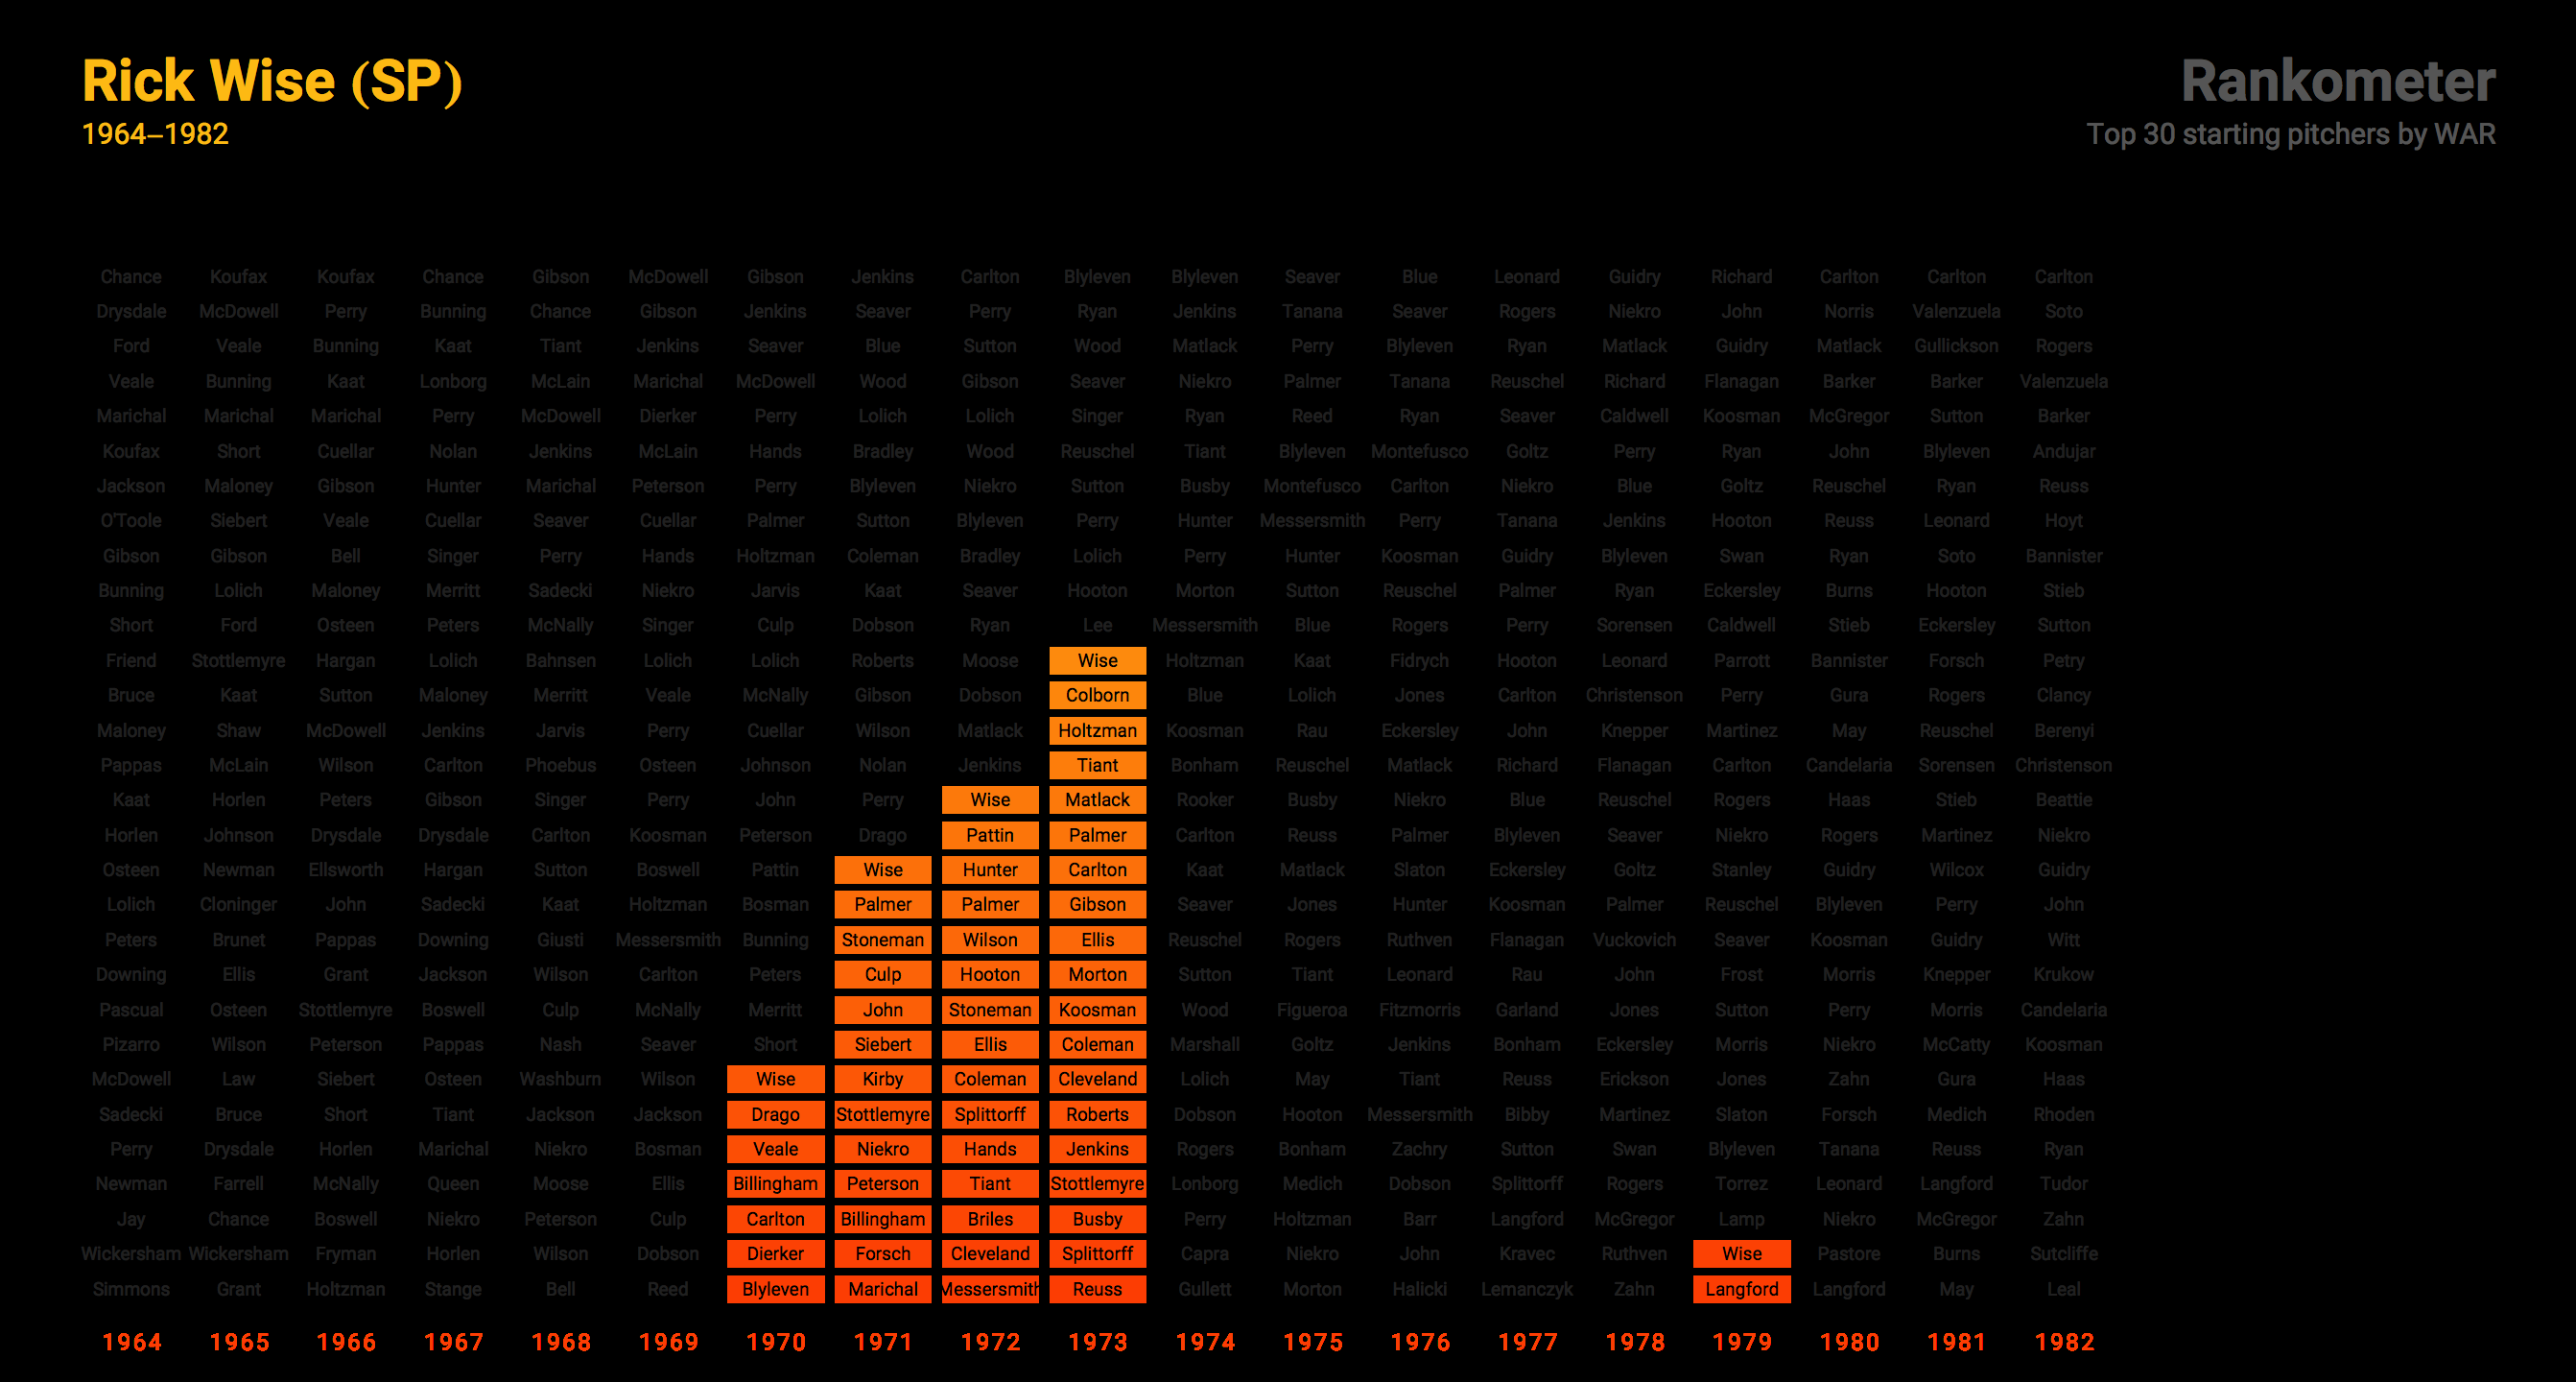 Rick Wise (SP)
1964–1982
Rankometer
Top 30 starting pitchers by WAR
Chance Koufax Koufax Chance Gibson McDowell Gibson Jenkins Carlton Blyleven Blyleven Seaver Blue Leonard Guidry Richard Carlton Carlton Carlton
Drysdale McDowell Perry Bunning Chance Gibson Jenkins Seaver Perry Ryan Jenkins Tanana Seaver Rogers Niekro John Norris Valenzuela Soto
Ford Veale Bunning Kaat Tiant Jenkins Seaver Blue Sutton Wood Matlack Perry Blyleven Ryan Matlack Guidry Matlack Gullickson Rogers
Veale Bunning Kaat Lonborg McLain Marichal McDowell Wood Gibson Seaver Niekro Palmer Tanana Reuschel Richard Flanagan Barker Barker Valenzuela
Marichal Marichal Marichal Perry McDowell Dierker Perry Lolich Lolich Singer Ryan Reed Ryan Seaver Caldwell Koosman McGregor Sutton Barker
Koufax Short Cuellar Nolan Jenkins McLain Hands Bradley Wood Reuschel Tiant Blyleven Montefusco Goltz Perry Ryan John Blyleven Andujar
Jackson Maloney Gibson Hunter Marichal Peterson Perry Blyleven Niekro Sutton Busby Montefusco Carlton Niekro Blue Goltz Reuschel Ryan Reuss
O'Toole Siebert Veale Cuellar Seaver Cuellar Palmer Sutton Blyleven Perry Hunter Messersmith Perry Tanana Jenkins Hooton Reuss Leonard Hoyt
Gibson Gibson Bell Singer Perry Hands Holtzman Coleman Bradley Lolich Perry Hunter Koosman Guidry Blyleven Swan Ryan Soto Bannister
Bunning Lolich Maloney Merritt Sadecki Niekro Jarvis Kaat Seaver Hooton Morton Sutton Reuschel Palmer Ryan Eckersley Burns Hooton Stieb
Short Ford Osteen Peters McNally Singer Culp Dobson Ryan Lee Messersmith Blue Rogers Perry Sorensen Caldwell Stieb Eckersley Sutton
Friend Stottlemyre Hargan Lolich Bahnsen Lolich Lolich Roberts Moose Wise Holtzman Kaat Fidrych Hooton Leonard Parrott Bannister Forsch Petry
Bruce Kaat Sutton Maloney Merritt Veale McNally Gibson Dobson Colborn Blue Lolich Jones Carlton Christenson Perry Gura Rogers Clancy
Maloney Shaw McDowell Jenkins Jarvis Perry Cuellar Wilson Matlack Holtzman Koosman Rau Eckersley John Knepper Martinez May Reuschel Berenyi
Pappas McLain Wilson Carlton Phoebus Osteen Johnson Nolan Jenkins Tiant Bonham Reuschel Matlack Richard Flanagan Carlton Candelaria Sorensen Christenson
Kaat Horlen Peters Gibson Singer Perry John Perry Wise Matlack Rooker Busby Niekro Blue Reuschel Rogers Haas Stieb Beattie
Horlen Johnson Drysdale Drysdale Carlton Koosman Peterson Drago Pattin Palmer Carlton Reuss Palmer Blyleven Seaver Niekro Rogers Martinez Niekro
Osteen Newman Ellsworth Hargan Sutton Boswell Pattin Wise Hunter Carlton Kaat Matlack Slaton Eckersley Goltz Stanley Guidry Wilcox Guidry
Lolich Cloninger John Sadecki Kaat Holtzman Bosman Palmer Palmer Gibson Seaver Jones Hunter Koosman Palmer Reuschel Blyleven Perry John
Peters Brunet Pappas Downing Giusti Messersmith Bunning Stoneman Wilson Ellis Reuschel Rogers Ruthven Flanagan Vuckovich Seaver Koosman Guidry Witt
Downing Ellis Grant Jackson Wilson Carlton Peters Culp Hooton Morton Sutton Tiant Leonard Rau John Frost Morris Knepper Krukow
Pascual Osteen Stottlemyre Boswell Culp McNally Merritt John Stoneman Koosman Wood Figueroa Fitzmorris Garland Jones Sutton Perry Morris Candelaria
Pizarro Wilson Peterson Pappas Nash Seaver Short Siebert Ellis Coleman Marshall Goltz Jenkins Bonham Eckersley Morris Niekro McCatty Koosman
McDowell Law Siebert Osteen Washburn Wilson Wise Kirby Coleman Cleveland Lolich May Tiant Reuss Erickson Jones Zahn Gura Haas
Sadecki Bruce Short Tiant Jackson Jackson Drago Stottlemyre Splittorff Roberts Dobson Hooton Messersmith Bibby Martinez Slaton Forsch Medich Rhoden
Perry Drysdale Horlen Marichal Niekro Bosman Veale Niekro Hands Jenkins Rogers Bonham Zachry Sutton Swan Blyleven Tanana Reuss Ryan
Newman Farrell McNally Queen Moose Ellis Billingham Peterson Tiant Stottlemyre Lonborg Medich Dobson Splittorff Rogers Torrez Leonard Langford Tudor
Jay Chance Boswell Niekro Peterson Culp Carlton Billingham Briles Busby Perry Holtzman Barr Langford McGregor Lamp Niekro McGregor Zahn
Wickersham Wickersham Fryman Horlen Wilson Dobson Dierker Forsch Cleveland Splittorff Capra Niekro John Kravec Ruthven Wise Pastore Burns Sutcliffe
Simmons Grant Holtzman Stange Bell Reed Blyleven Marichal Messersmith Reuss Gullett Morton Halicki Lemanczyk Zahn Langford Langford May Leal
1964 1965 1966 1967 1968 1969 1970 1971 1972 1973 1974 1975 1976 1977 1978 1979 1980 1981 1982